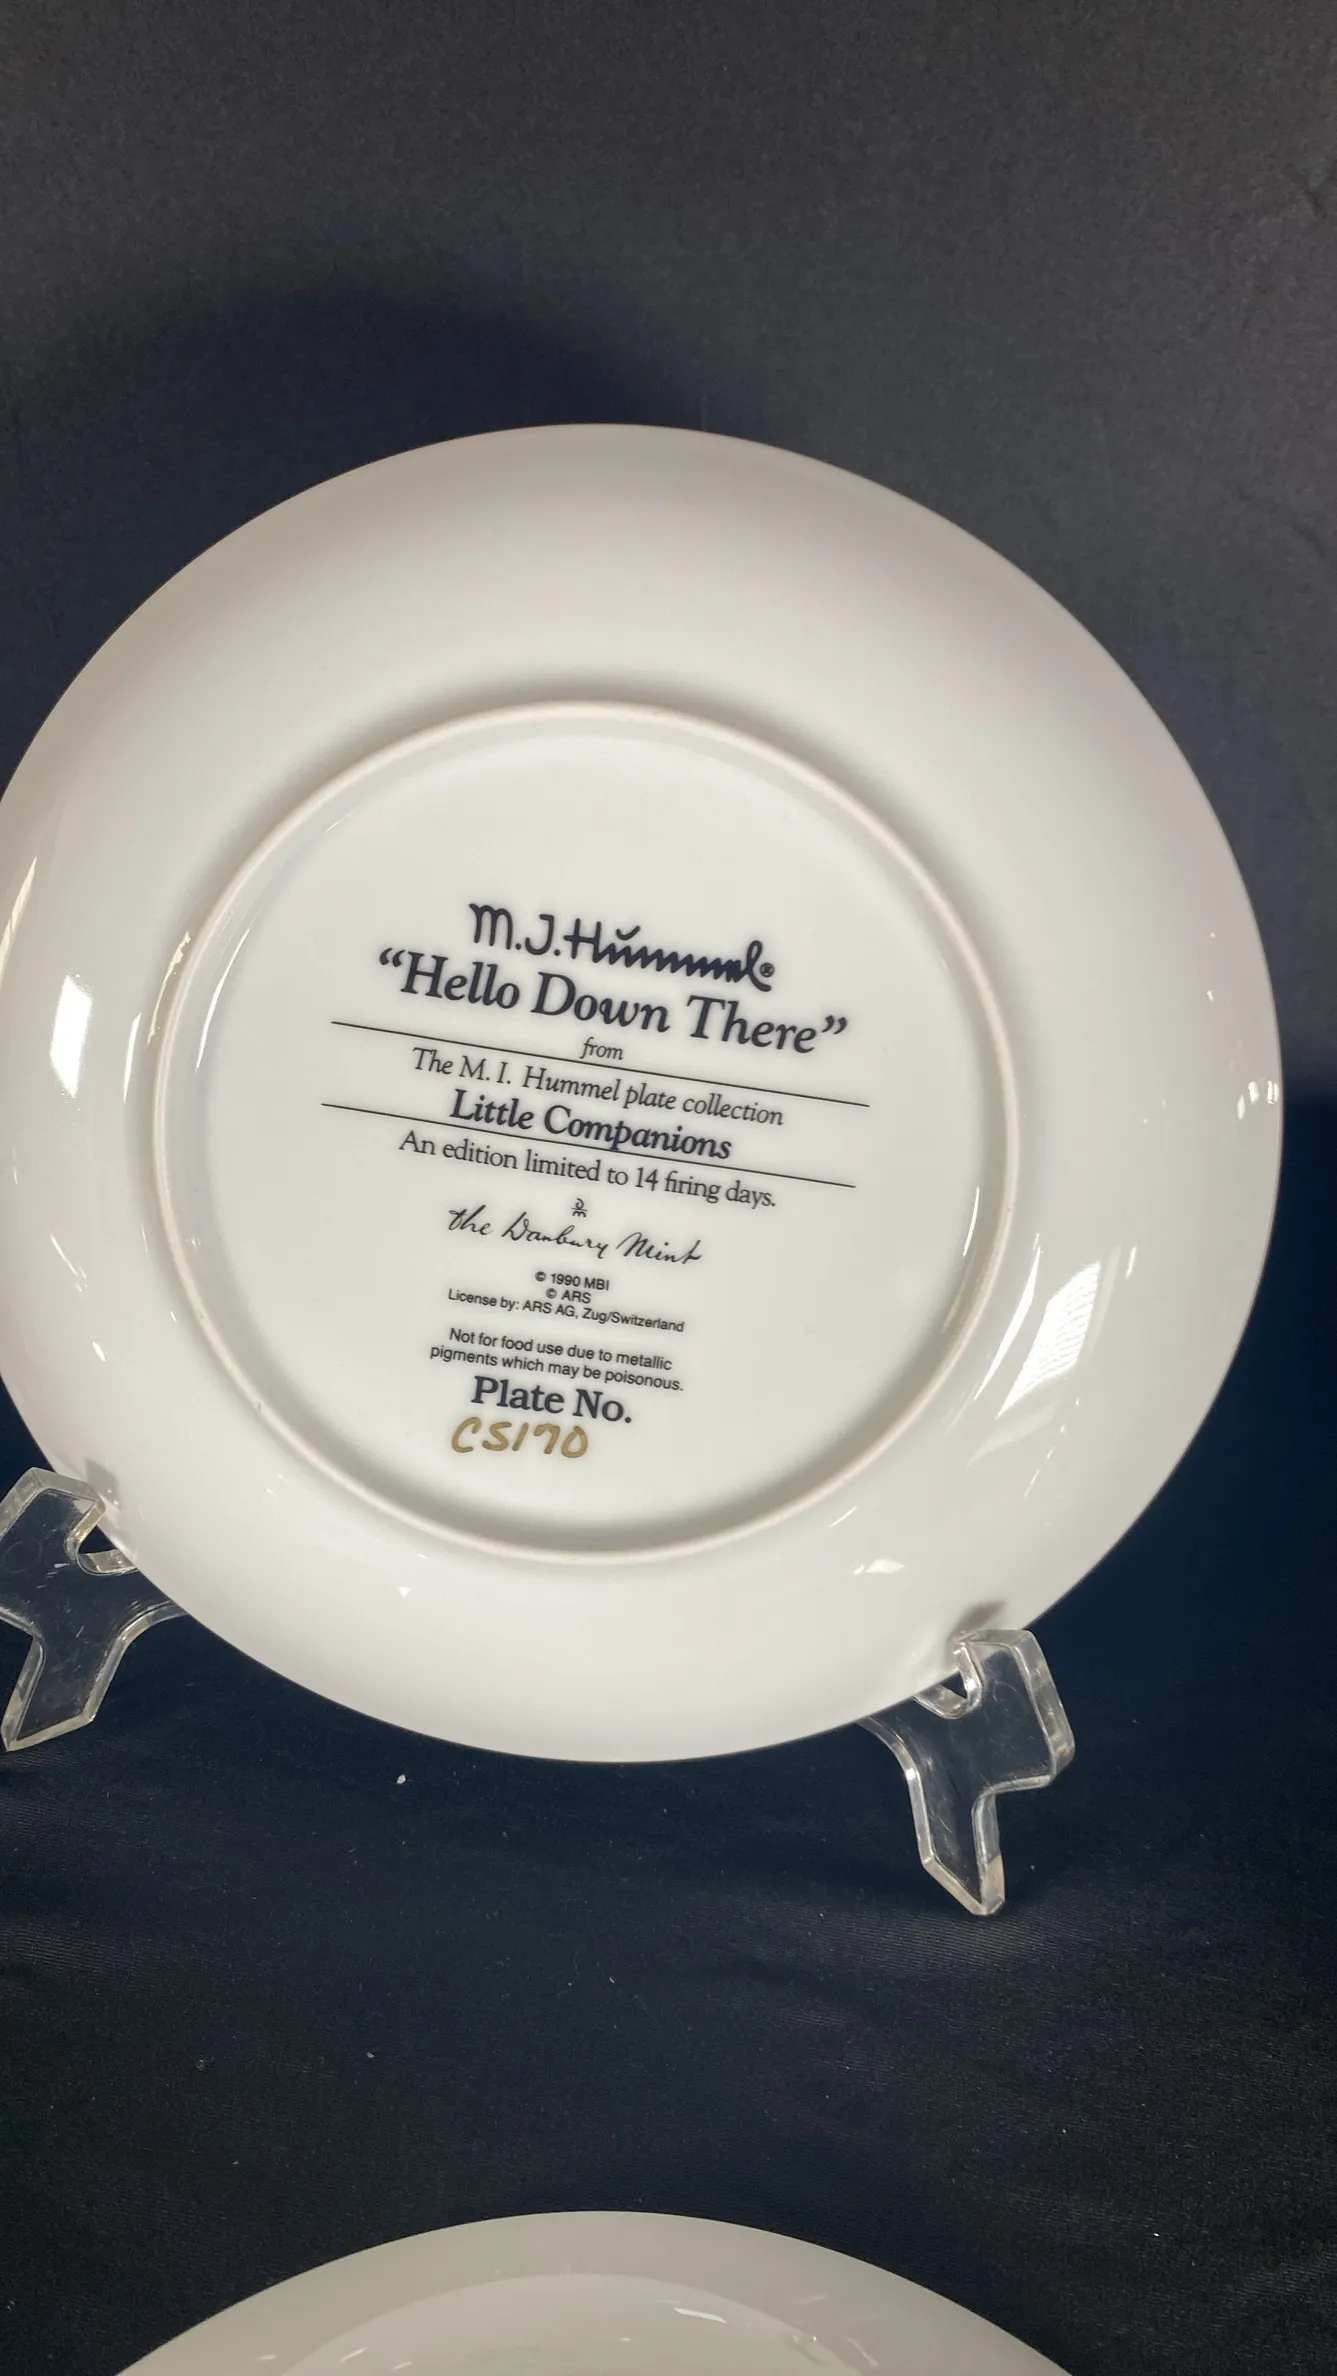 M.J. Hummel®
“Hello Down There”
from
The M. I. Hummel plate collection
Little Companions
An edition limited to 14 firing days.
the Danbury Mint
© 1990 MBI
© ARS
License by: ARS AG, Zug/Switzerland
Not for food use due to metallic
pigments which may be poisonous.
Plate No.
CS170